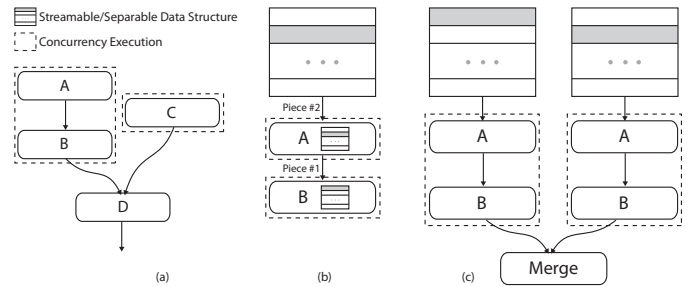 Streamable/Separable Data Structure
Concurrency Execution
A
B
C
D
(a)
Piece #2
A
Piece #1
B
(b)
A
B
A
B
Merge
(c)